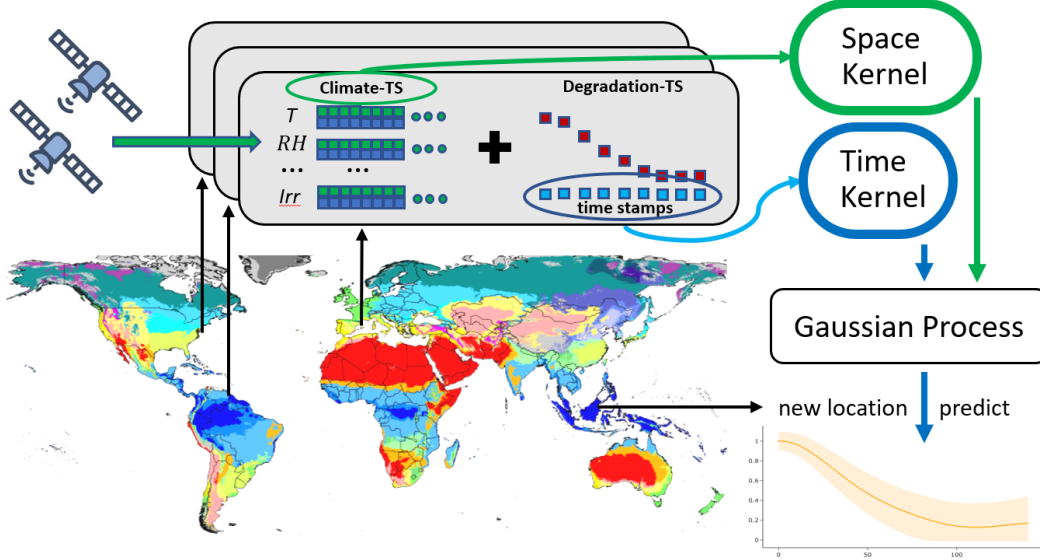 Climate-TS
Degradation-TS
T
RH
...
...
Irr
time stamps
Space
Kernel
Time
Kernel
Gaussian Process
new location
predict
1
0.8
0.6
0.4
0.2
0
0
50
100